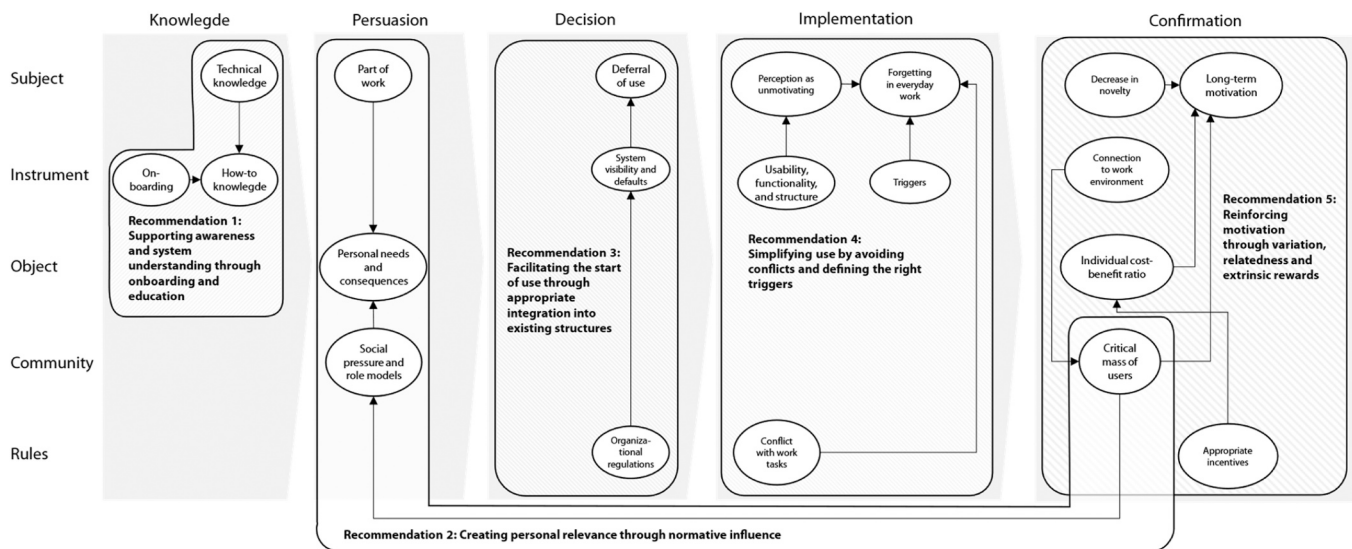 Knowlegde
Persuasion
Decision
Implementation
Confirmation
Subject
Technical
knowledge
Part of
work
Deferral
of use
Perception as
unmotivating
Forgetting
in everyday
work
Decrease in
novelty
Long-term
motivation
Instrument
On-
boarding
How-to
knowlegde
System
visibility and
defaults
Usability,
functionality,
and structure
Triggers
Connection
to work
environment
Recommendation 1:
Supporting awareness
and system
understanding through
onboarding and
education
Recommendation 5:
Reinforcing
motivation
through variation,
relatedness and
extrinsic rewards
Object
Personal needs
and
consequences
Recommendation 3:
Facilitating the start
of use through
appropriate
integration into
existing structures
Recommendation 4:
Simplifying use by avoiding
conflicts and defining the right
triggers
Individual cost-
benefit ratio
Community
Social
pressure and
role models
Critical
mass of
users
Rules
Organiza-
tional
regulations
Conflict
with work
tasks
Appropriate
incentives
Recommendation 2: Creating personal relevance through normative influence